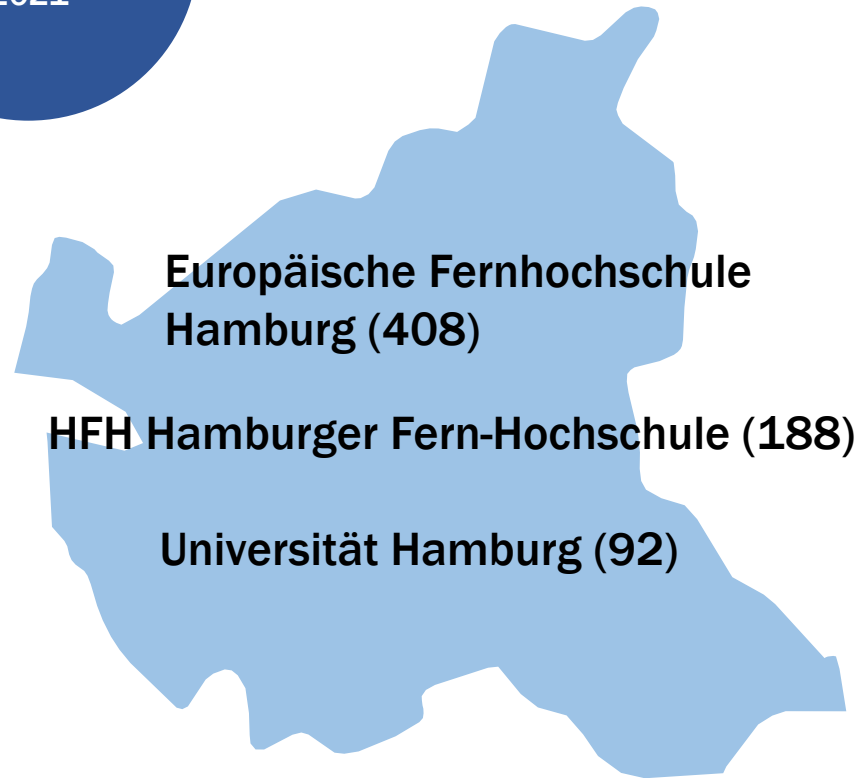 Europäische Fernhochschule
Hamburg (408)
HFH Hamburger Fern-Hochschule (188)
Universität Hamburg (92)